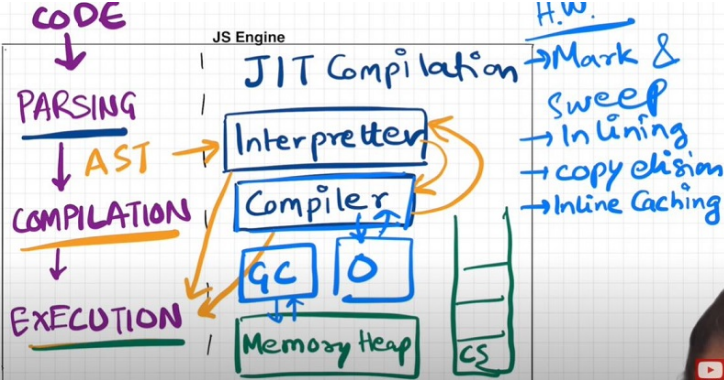 CODE
PARSING
AST
COMPILATION
EXECUTION
JS Engine
JIT Compilation
Interpretter
Compiler
GC
O
Memory Heap
CS
H.W.
→Mark &
Sweep
→Inlining
→copy elision
→Inline Caching